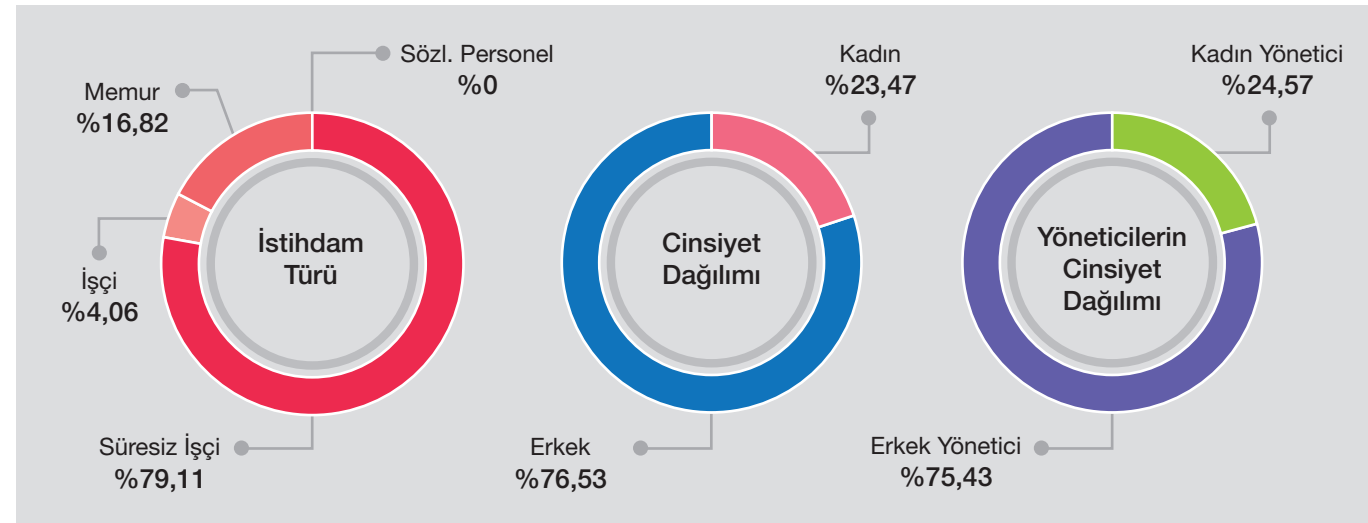 Sözl. Personel
%0
Memur
%16,82
İşçi
%4,06
Süresiz İşçi
%79,11
İstihdam
Türü
Kadın
%23,47
Cinsiyet
Dağılımı
Erkek
%76,53
Kadın Yönetici
%24,57
Yöneticilerin
Cinsiyet
Dağılımı
Erkek Yönetici
%75,43